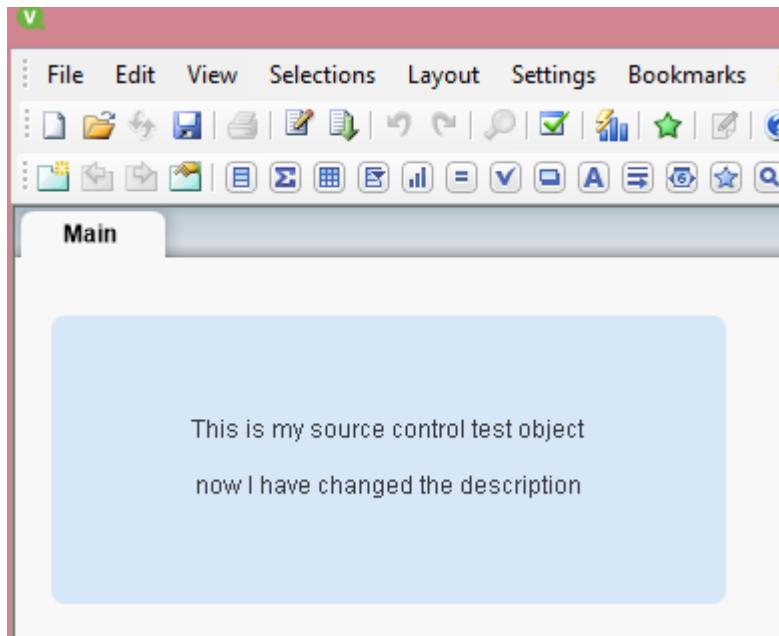 File Edit View Selections Layout Settings Bookmarks
Main
This is my source control test object
now I have changed the description